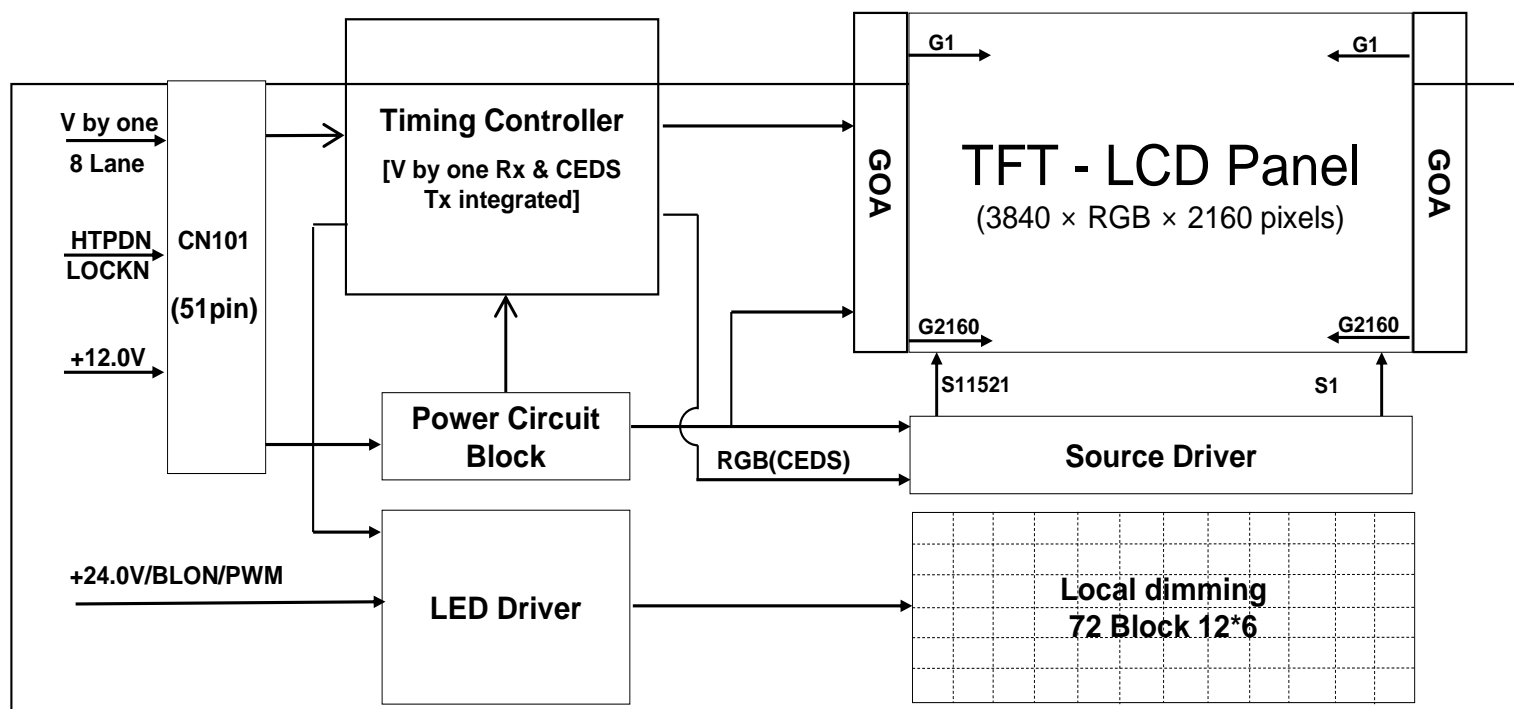 G1
G1
V by one
8 Lane
Timing Controller
[V by one Rx & CEDS
Tx integrated]
GOA
TFT - LCD Panel
(3840 × RGB × 2160 pixels)
GOA
HTPDN
LOCKN
CN101
(51pin)
+12.0V
G2160
G2160
S11521
S1
Power Circuit
Block
RGB(CEDS)
Source Driver
+24.0V/BLON/PWM
LED Driver
Local dimming
72 Block 12*6